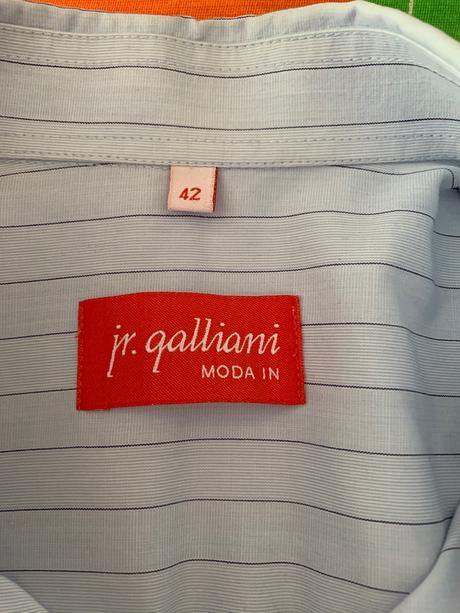 42
jr. galliani
MODA IN